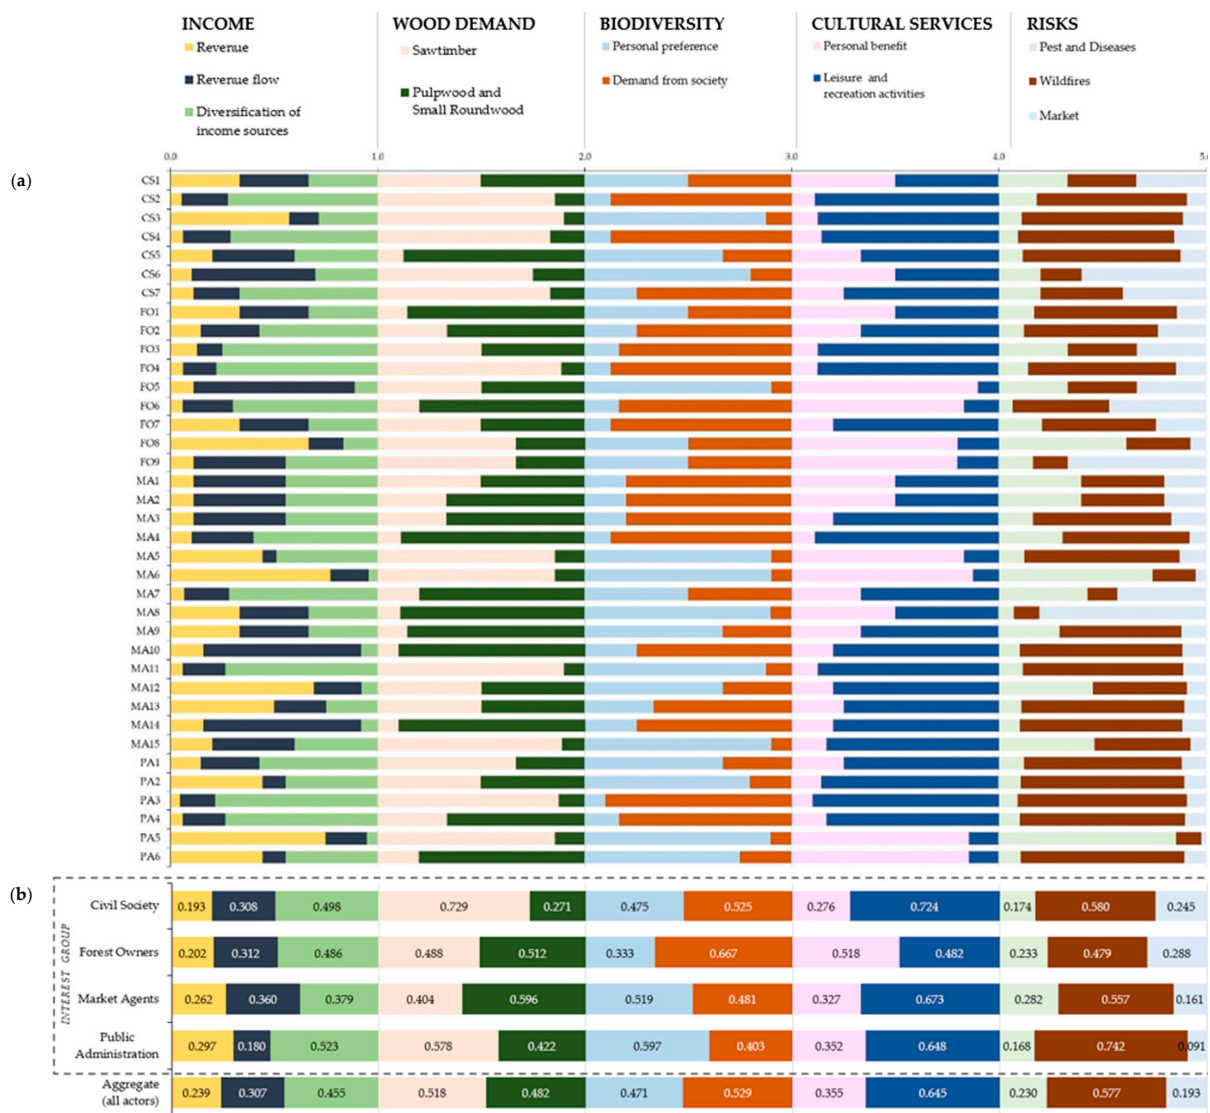 INCOME WOOD DEMAND BIODIVERSITY CULTURAL SERVICES RISKS
Revenue Sawtimber Personal preference Personal benefit Pest and Diseases
Revenue flow Pulpwood and Small Roundwood Demand from society Leisure and recreation activities Wildfires
Diversification of income sources Market
0.0 1.0 2.0 3.0 4.0 5.0
(a)
CS1
CS2
CS3
CS4
CS5
CS6
CS7
FO1
FO2
FO3
FO4
FO5
FO6
FO7
FO8
FO9
MA1
MA2
MA3
MA4
MA5
MA6
MA7
MA8
MA9
MA10
MA11
MA12
MA13
MA14
MA15
PA1
PA2
PA3
PA4
PA5
PA6
(b)
INTEREST GROUP
Civil Society 0.193 0.308 0.498 0.729 0.271 0.475 0.525 0.276 0.724 0.174 0.580 0.245
Forest Owners 0.202 0.312 0.486 0.488 0.512 0.333 0.667 0.518 0.482 0.233 0.479 0.288
Market Agents 0.262 0.360 0.379 0.404 0.596 0.519 0.481 0.327 0.673 0.282 0.557 0.161
Public Administration 0.297 0.180 0.523 0.578 0.422 0.597 0.403 0.352 0.648 0.168 0.742 0.091
Aggregate (all actors) 0.239 0.307 0.455 0.518 0.482 0.471 0.529 0.355 0.645 0.230 0.577 0.193